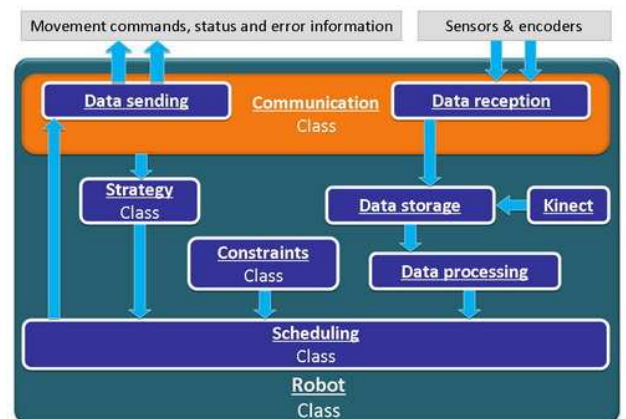 Movement commands, status and error information
Sensors & encoders
Data sending
Communication
Class
Data reception
Strategy
Class
Data storage
Kinect
Constraints
Class
Data processing
Scheduling
Class
Robot
Class